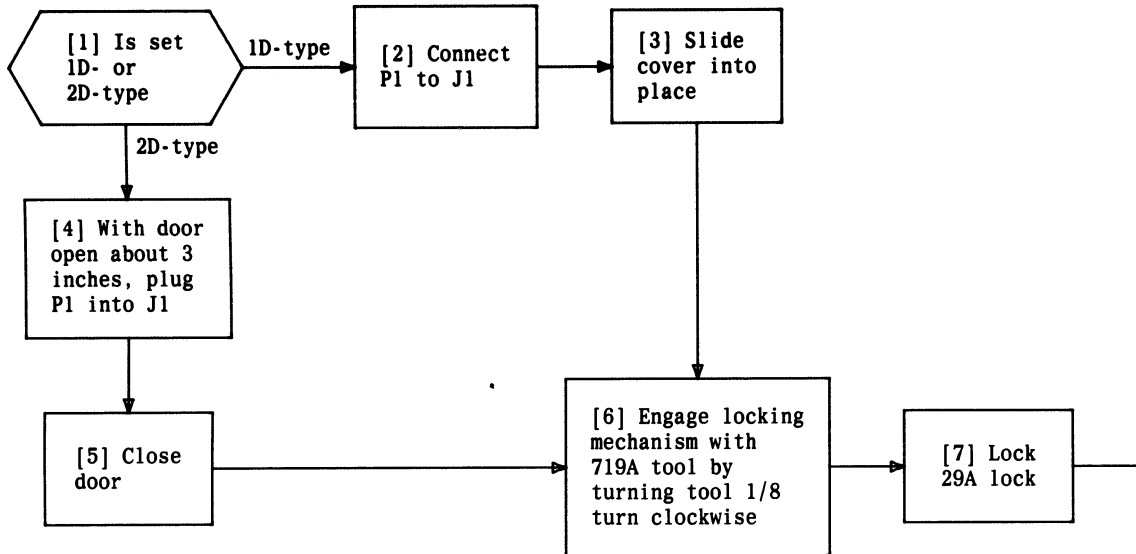 [1] Is set
1D- or
2D-type
1D-type
[2] Connect
P1 to J1
[3] Slide
cover into
place
2D-type
[4] With door
open about 3
inches, plug
P1 into J1
[5] Close
door
[6] Engage locking
mechanism with
719A tool by
turning tool 1/8
turn clockwise
[7] Lock
29A lock